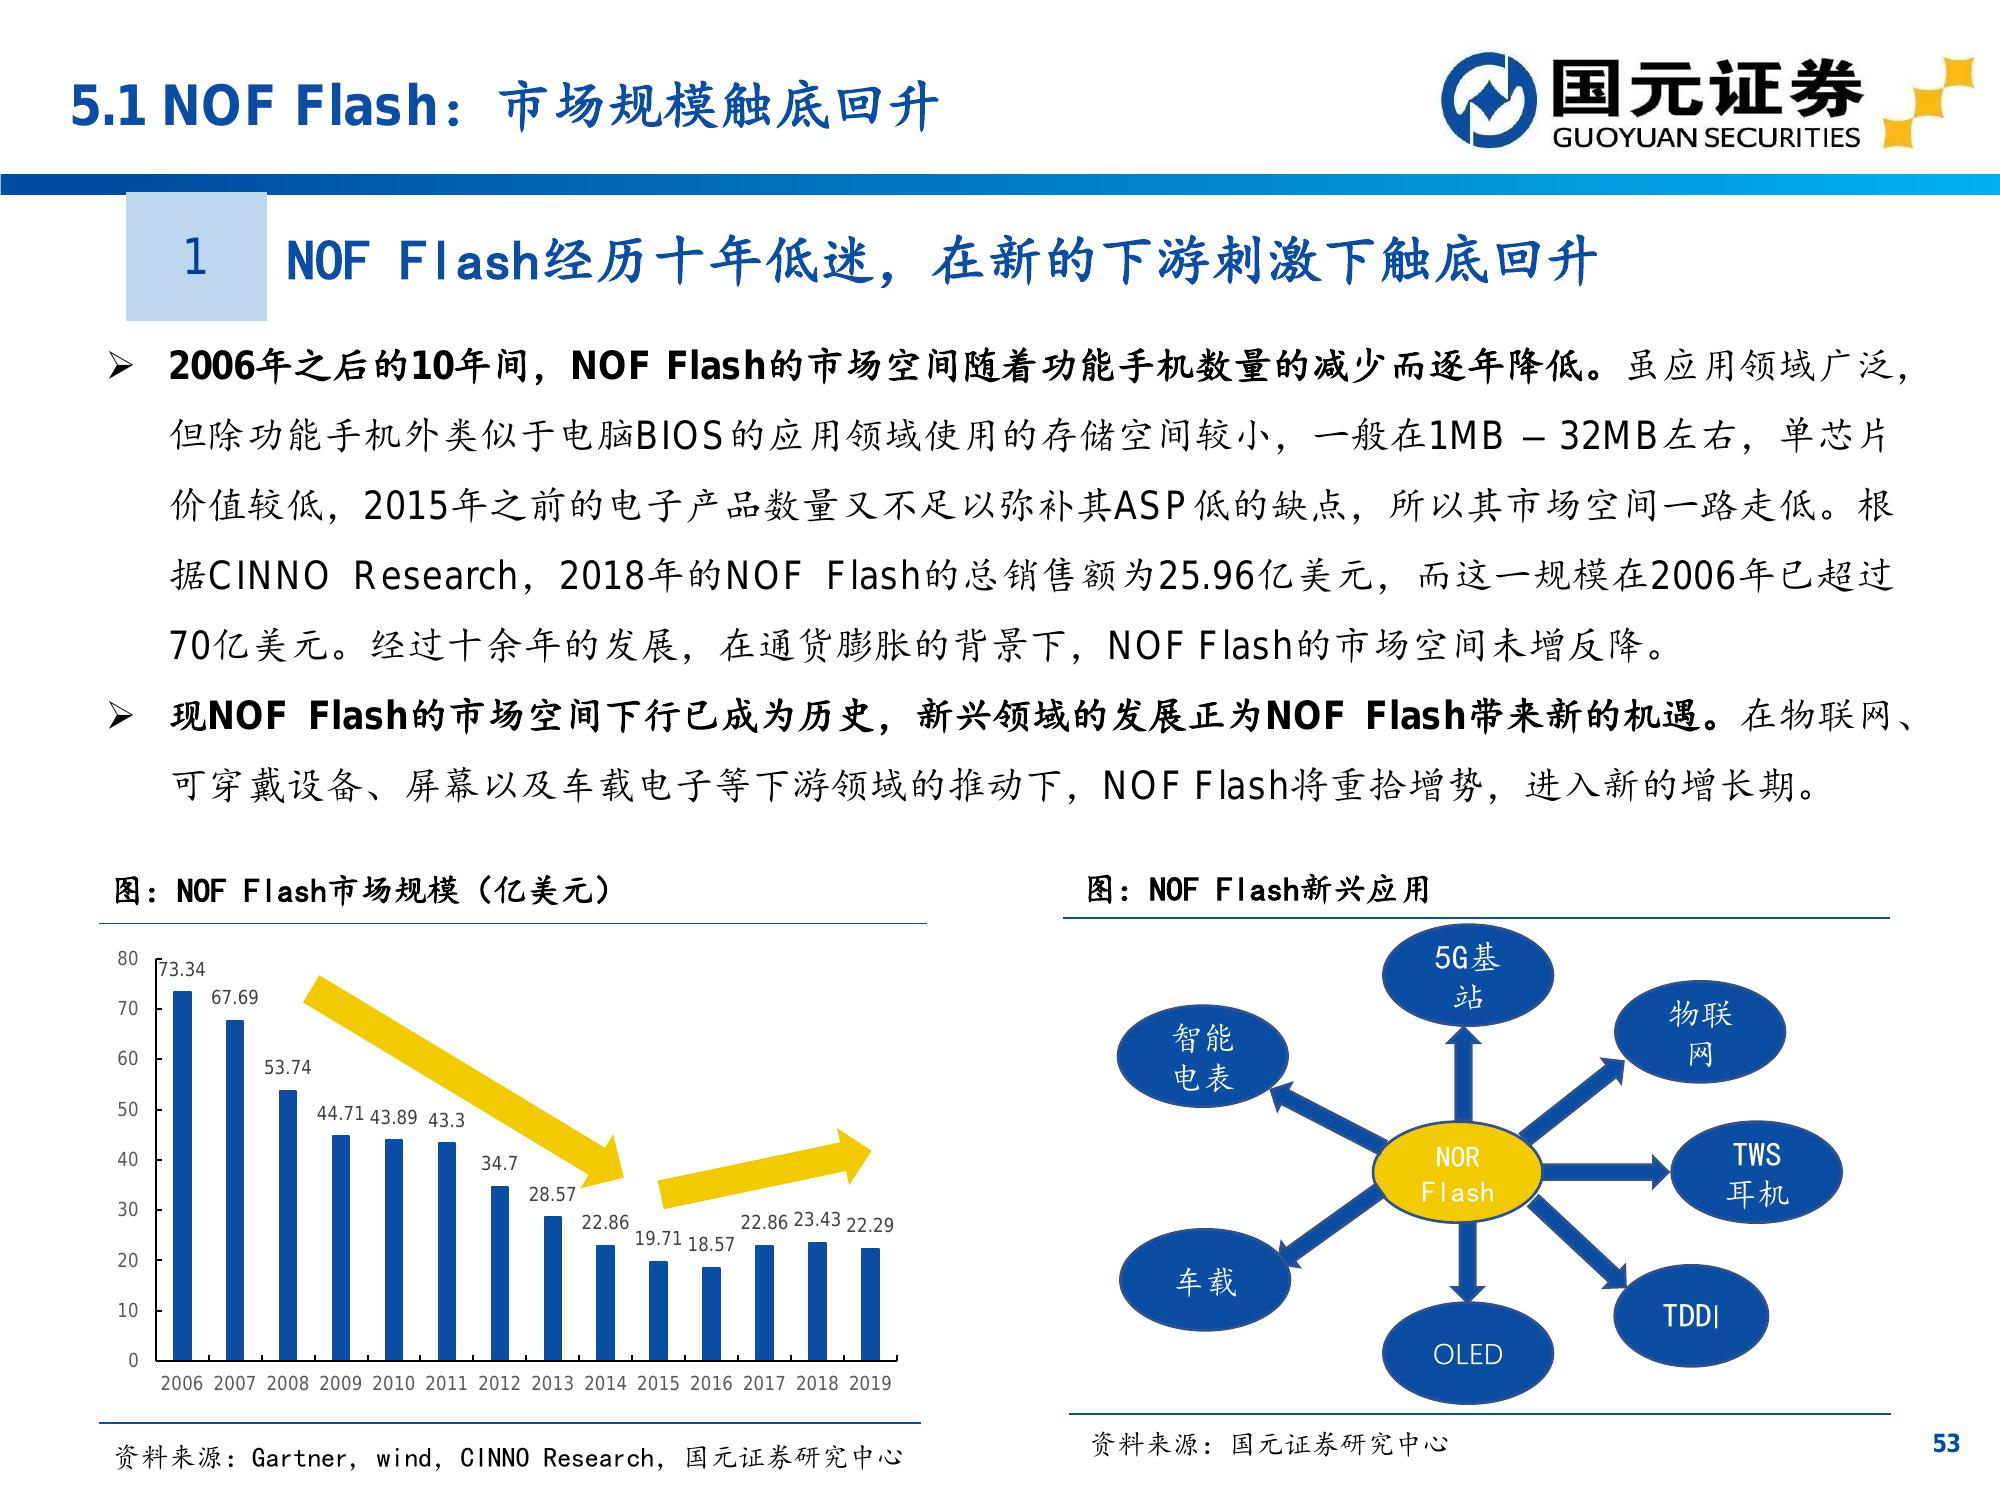 5.1 NOF Flash：市场规模触底回升
国元证券
GUOYUAN SECURITIES
1
NOF Flash经历十年低迷，在新的下游刺激下触底回升
➢ 2006年之后的10年间，NOF Flash的市场空间随着功能手机数量的减少而逐年降低。虽应用领域广泛，
但除功能手机外类似于电脑BIOS的应用领域使用的存储空间较小，一般在1MB – 32MB左右，单芯片
价值较低，2015年之前的电子产品数量又不足以弥补其ASP低的缺点，所以其市场空间一路走低。根
据CINNO Research，2018年的NOF Flash的总销售额为25.96亿美元，而这一规模在2006年已超过
70亿美元。经过十余年的发展，在通货膨胀的背景下，NOF Flash的市场空间未增反降。
➢ 现NOF Flash的市场空间下行已成为历史，新兴领域的发展正为NOF Flash带来新的机遇。在物联网、
可穿戴设备、屏幕以及车载电子等下游领域的推动下，NOF Flash将重拾增势，进入新的增长期。
图：NOF Flash市场规模（亿美元）
80
70
60
50
40
30
20
10
0
73.34
67.69
53.74
44.71
43.89
43.3
34.7
28.57
22.86
19.71
18.57
22.86
23.43
22.29
2006 2007 2008 2009 2010 2011 2012 2013 2014 2015 2016 2017 2018 2019
资料来源：Gartner, wind, CINNO Research, 国元证券研究中心
图：NOF Flash新兴应用
5G基
站
物联
网
智能
电表
NOR
Flash
TWS
耳机
车载
TDDI
OLED
资料来源：国元证券研究中心
53